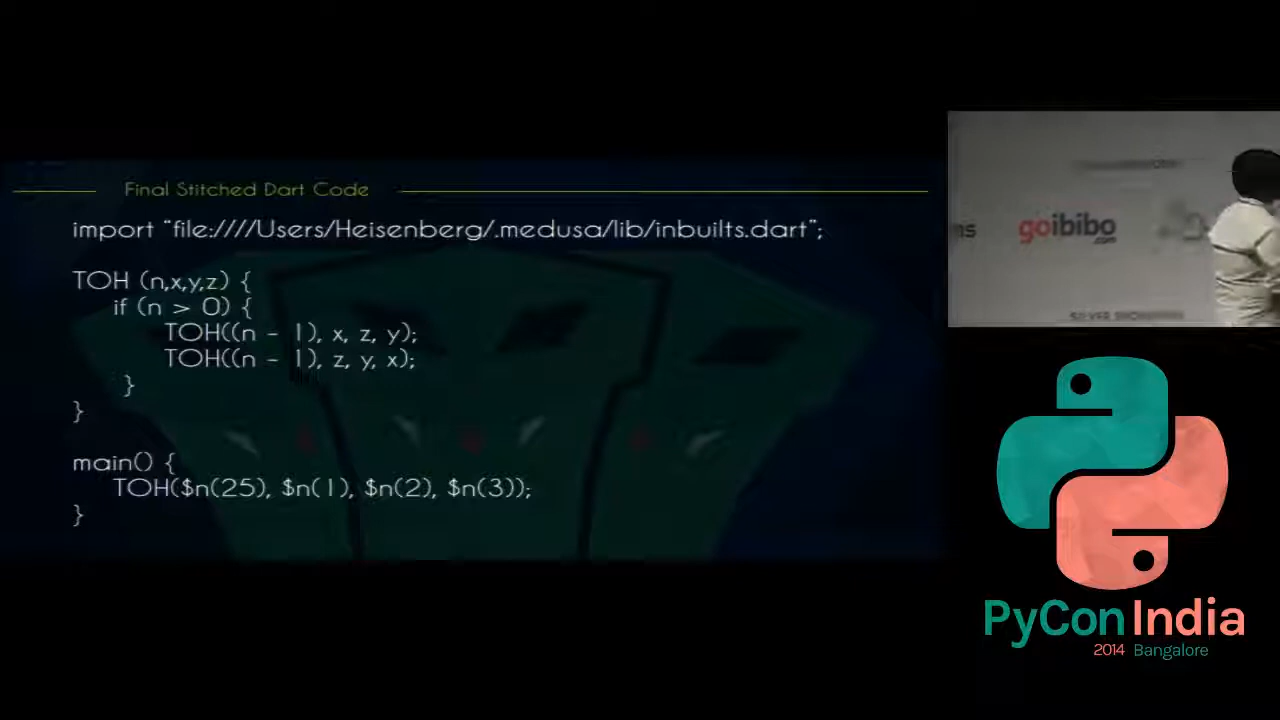 Final Stitched Dart Code
import "file:////Users/Heisenberg/.medusa/lib/inbuilts.dart";
TOH (n,x,y,z) {
if (n > 0) {
TOH((n - 1), x, z, y);
TOH((n - 1), z, y, x);
}
}
main() {
TOH($n(25), $n(1), $n(2), $n(3));
}
goibibo
.com
PyCon India
2014 Bangalore